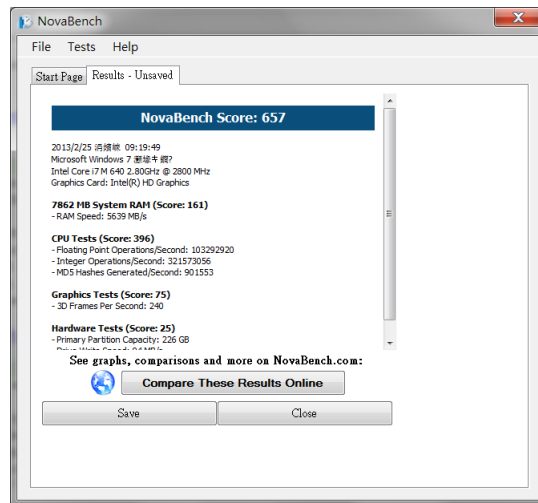 NovaBench
File Tests Help
Start Page Results - Unsaved
NovaBench Score: 657
2013/2/25 09:19:49
Microsoft Windows 7
Intel Core i7 M 640 2.80GHz @ 2800 MHz
Graphics Card: Intel(R) HD Graphics
7862 MB System RAM (Score: 161)
- RAM Speed: 5639 MB/s
CPU Tests (Score: 396)
- Floating Point Operations/Second: 103292920
- Integer Operations/Second: 321573056
- MD5 Hashes Generated/Second: 901553
Graphics Tests (Score: 75)
- 3D Frames Per Second: 240
Hardware Tests (Score: 25)
- Primary Partition Capacity: 226 GB
See graphs, comparisons and more on NovaBench.com:
Compare These Results Online
Save Close